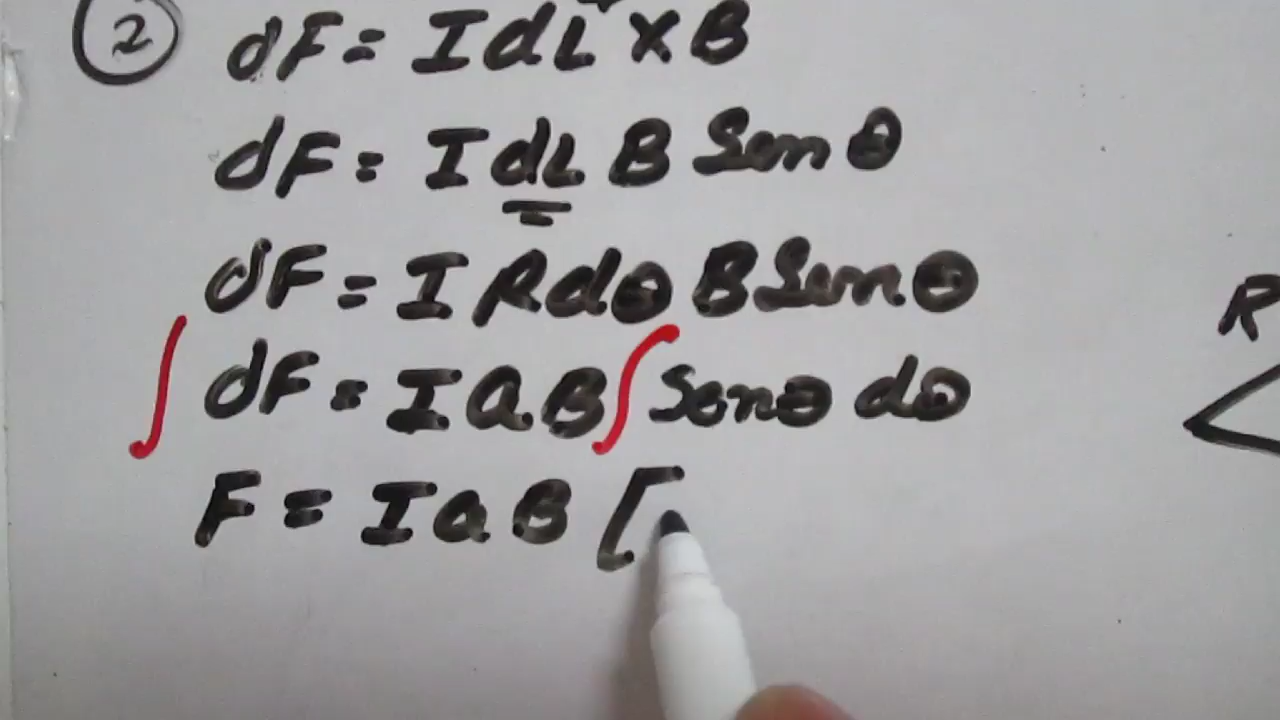 ② dF = I dL × B
dF = I dL B Sen θ
dF = I R dθ B Sen θ
∫ dF = I a B ∫ Sen θ dθ
F = I a B [
R